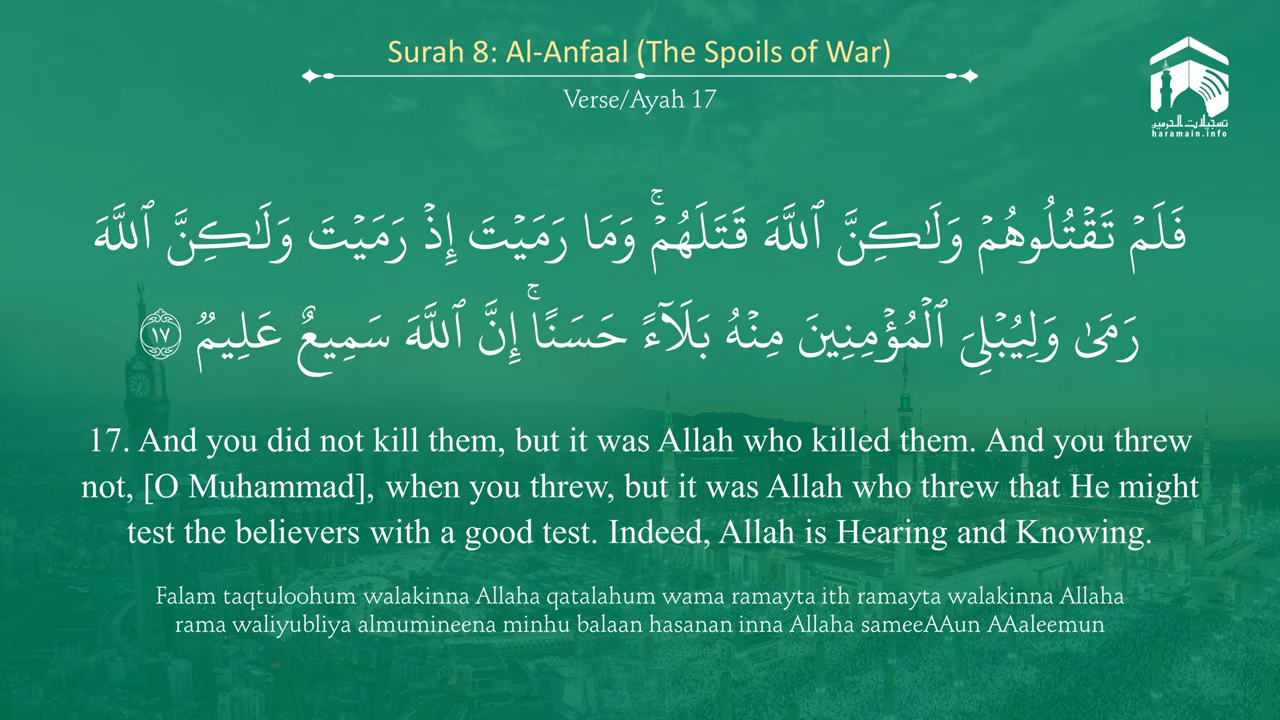 Surah 8: Al-Anfaal (The Spoils of War)
Verse/Ayah 17
تسجيلات الحرمين
haramain.info
فَلَمۡ تَقۡتُلُوهُمۡ وَلَٰكِنَّ ٱللَّهَ قَتَلَهُمۡۚ وَمَا رَمَيۡتَ إِذۡ رَمَيۡتَ وَلَٰكِنَّ ٱللَّهَ
رَمَىٰ وَلِيُبۡلِيَ ٱلۡمُؤۡمِنِينَ مِنۡهُ بَلَآءً حَسَنًاۚ إِنَّ ٱللَّهَ سَمِيعٌ عَلِيمٞ ١٧
17. And you did not kill them, but it was Allah who killed them. And you threw
not, [O Muhammad], when you threw, but it was Allah who threw that He might
test the believers with a good test. Indeed, Allah is Hearing and Knowing.
Falam taqtuloohum walakinna Allaha qatalahum wama ramayta ith ramayta walakinna Allaha
rama waliyubliya almumineena minhu balaan hasanan inna Allaha sameeAAun AAaleemun